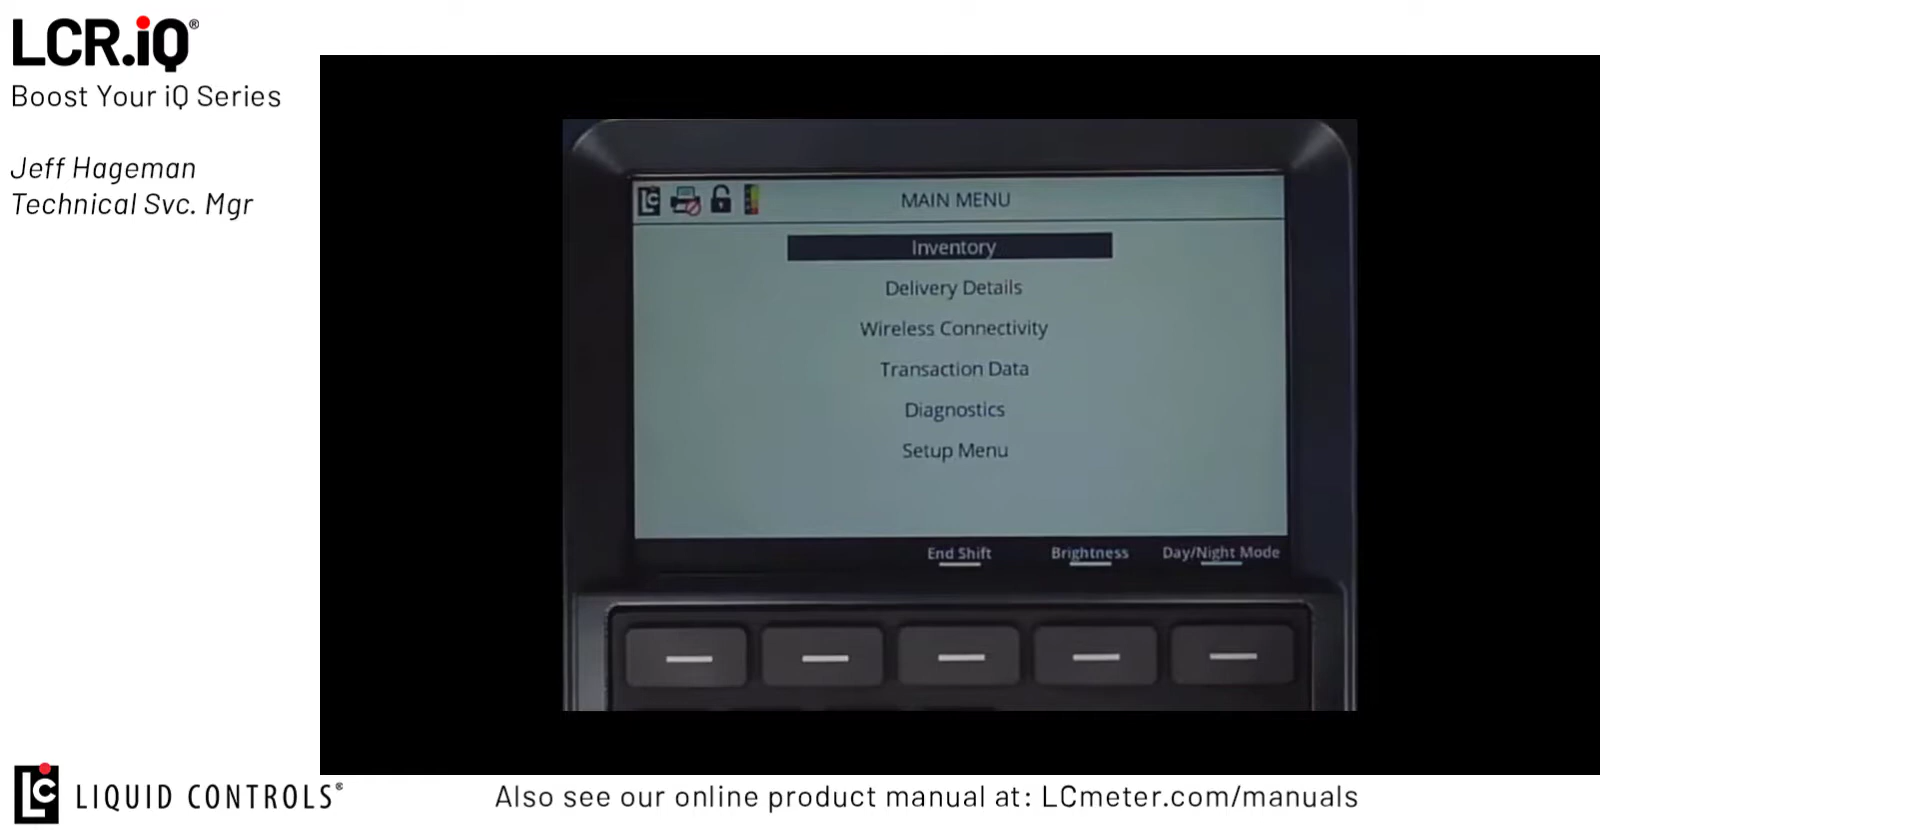 LCR.iQ®
Boost Your iQ Series
Jeff Hageman
Technical Svc. Mgr
MAIN MENU
Inventory
Delivery Details
Wireless Connectivity
Transaction Data
Diagnostics
Setup Menu
End Shift Brightness Day/Night Mode
LC LIQUID CONTROLS®
Also see our online product manual at: LCmeter.com/manuals